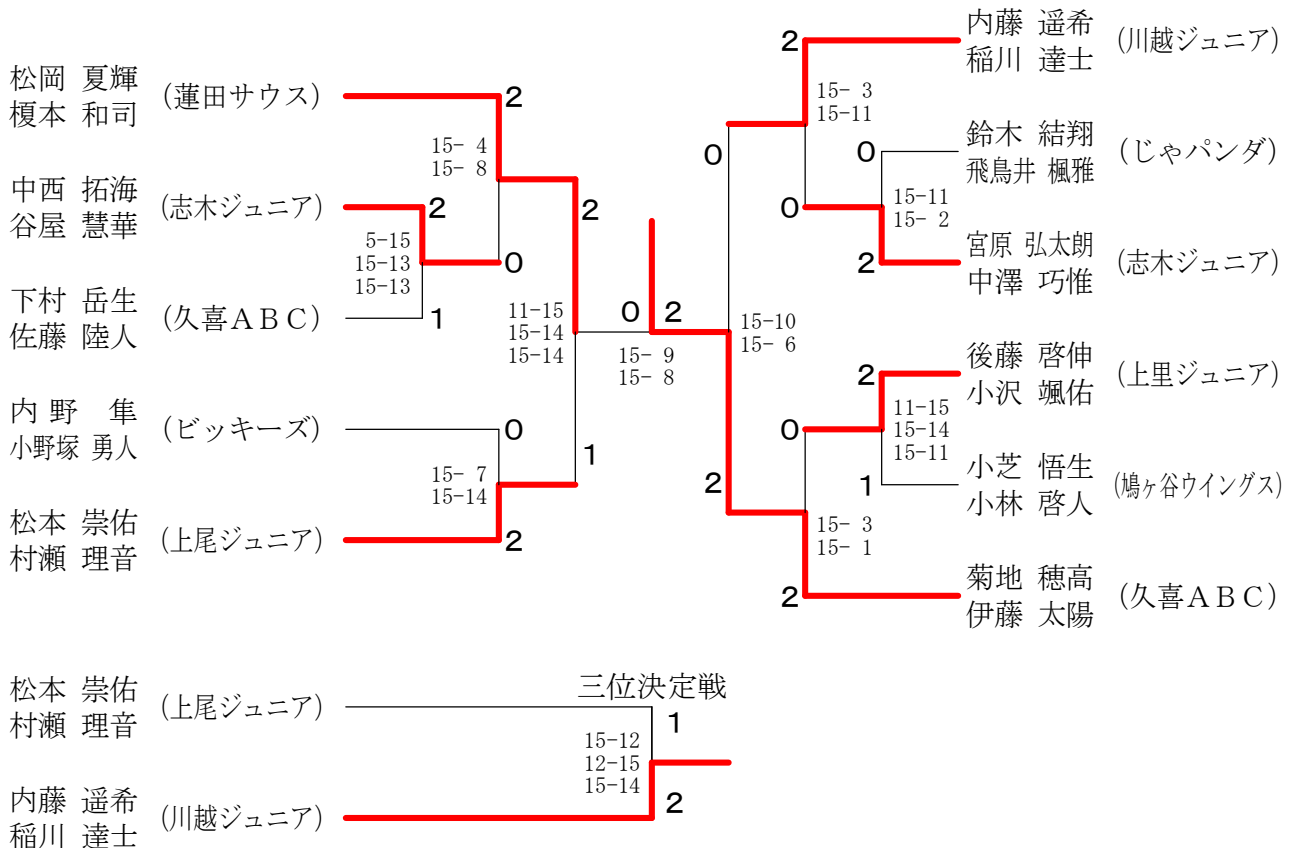 松岡 夏輝
榎本 和司
(蓮田サウス)
2
15- 4
15- 8
中西 拓海
谷屋 慧華
(志木ジュニア)
2
5-15
15-13
15-13
0
下村 岳生
佐藤 陸人
(久喜ＡＢＣ)
1
2
11-15
15-14
15-14
内野 隼
小野塚 勇人
(ビッキーズ)
0
15- 7
15-14
1
松本 崇佑
村瀬 理音
(上尾ジュニア)
2
0
2
15- 9
15- 8
内藤 遥希
稲川 達士
(川越ジュニア)
2
15- 3
15-11
0
鈴木 結翔
飛鳥井 楓雅
(じゃパンダ)
0
15-11
15- 2
0
宮原 弘太朗
中澤 巧惟
(志木ジュニア)
2
15-10
15- 6
後藤 啓伸
小沢 颯佑
(上里ジュニア)
2
11-15
15-14
15-11
0
小芝 悟生
小林 啓人
(鳩ヶ谷ウイングス)
1
2
15- 3
15- 1
菊地 穂高
伊藤 太陽
(久喜ＡＢＣ)
2
三位決定戦
松本 崇佑
村瀬 理音
(上尾ジュニア)
1
15-12
12-15
15-14
内藤 遥希
稲川 達士
(川越ジュニア)
2